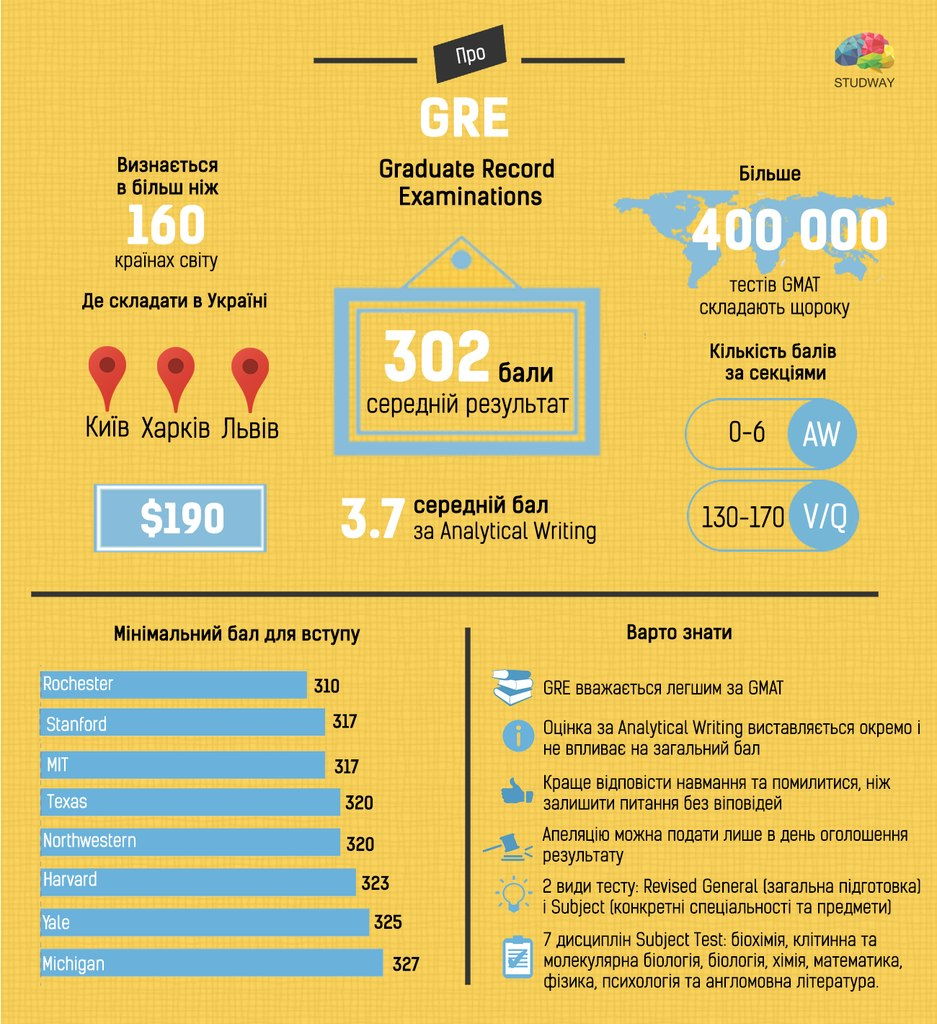 Про
GRE
Graduate Record
Examinations
STUDWAY
Визнається
в більш ніж
160
країнах світу
Де складати в Україні
Київ Харків Львів
$190
302 бали
середній результат
3.7 середній бал
за Analytical Writing
Більше
400 000
тестів GMAT
складають щороку
Кількість балів
за секціями
0-6 AW
130-170 V/Q
Мінімальний бал для вступу
Rochester 310
Stanford 317
MIT 317
Texas 320
Northwestern 320
Harvard 323
Yale 325
Michigan 327
Варто знати
GRE вважається легшим за GMAT
Оцінка за Analytical Writing виставляється окремо і
не впливає на загальний бал
Краще відповісти навмання та помилитися, ніж
залишити питання без віповідей
Апеляцію можна подати лише в день оголошення
результату
2 види тесту: Revised General (загальна підготовка)
і Subject (конкретні спеціальності та предмети)
7 дисциплін Subject Test: біохімія, клітинна та
молекулярна біологія, біологія, хімія, математика,
фізика, психологія та англомовна література.